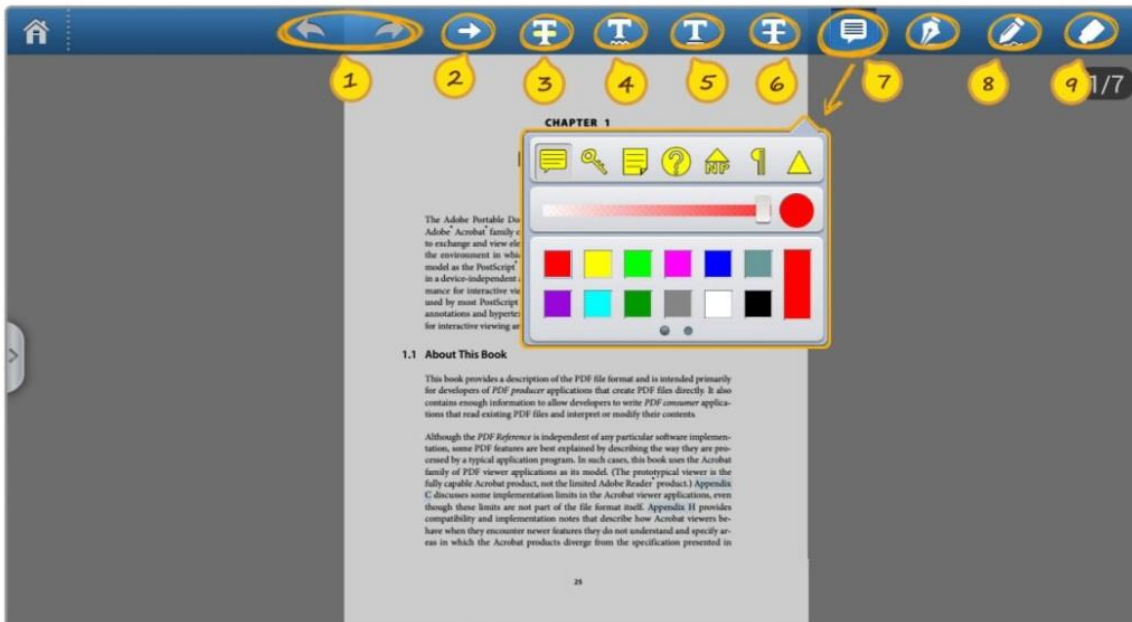 T T T T
1 2 3 4 5 6 7 8 9 1/7
CHAPTER 1
NP
The Adobe Portable Do
Adobe Acrobat family
to exchange and view ele
the environment in whic
model as the PostScript
in a device-independent
mance for interactive vie
used by most PostScript
annotations and hyperte
for interactive viewing an
1.1 About This Book
This book provides a description of the PDF file format and is intended primarily
for developers of PDF producer applications that create PDF files directly. It also
contains enough information to allow developers to write PDF consumer applica-
tions that read existing PDF files and interpret or modify their contents
Although the PDF Reference is independent of any particular software implemen-
tation, some PDF features are best explained by describing the way they are pro-
cessed by a typical application program. In such cases, this book uses the Acrobat
family of PDF viewer applications as its model. (The prototypical viewer is the
fully capable Acrobat product, not the limited Adobe Reader product.) Appendix
C discusses some implementation limits in the Acrobat viewer applications, even
though these limits are not part of the file format itself. Appendix H provides
compatibility and implementation notes that describe how Acrobat viewers be-
have when they encounter newer features they do not understand and specify ar-
eas in which the Acrobat products diverge from the specification presented in
25